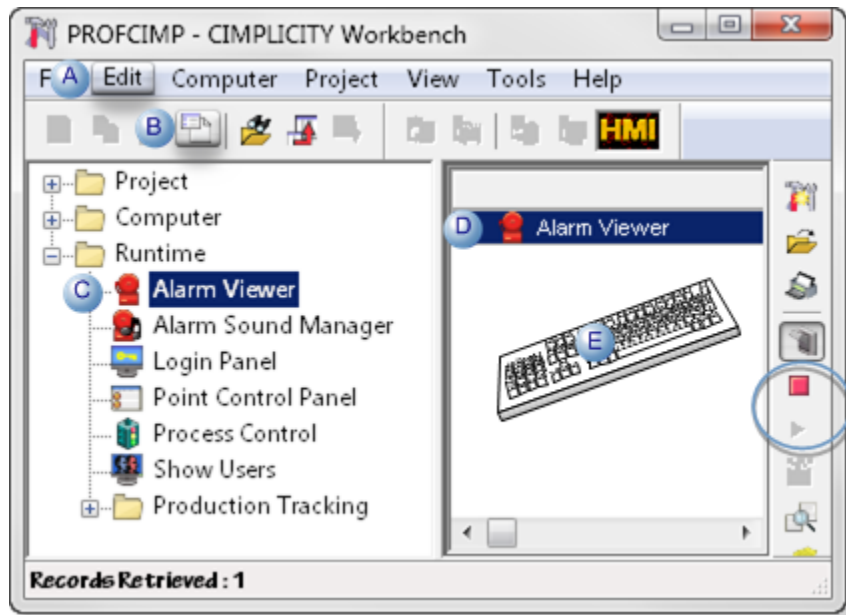 PROFCIMP - CIMPLICITY Workbench
F A Edit Computer Project View Tools Help
B HMI
Project
Computer
Runtime
C Alarm Viewer
Alarm Sound Manager
Login Panel
Point Control Panel
Process Control
Show Users
Production Tracking
D Alarm Viewer
E
Records Retrieved : 1